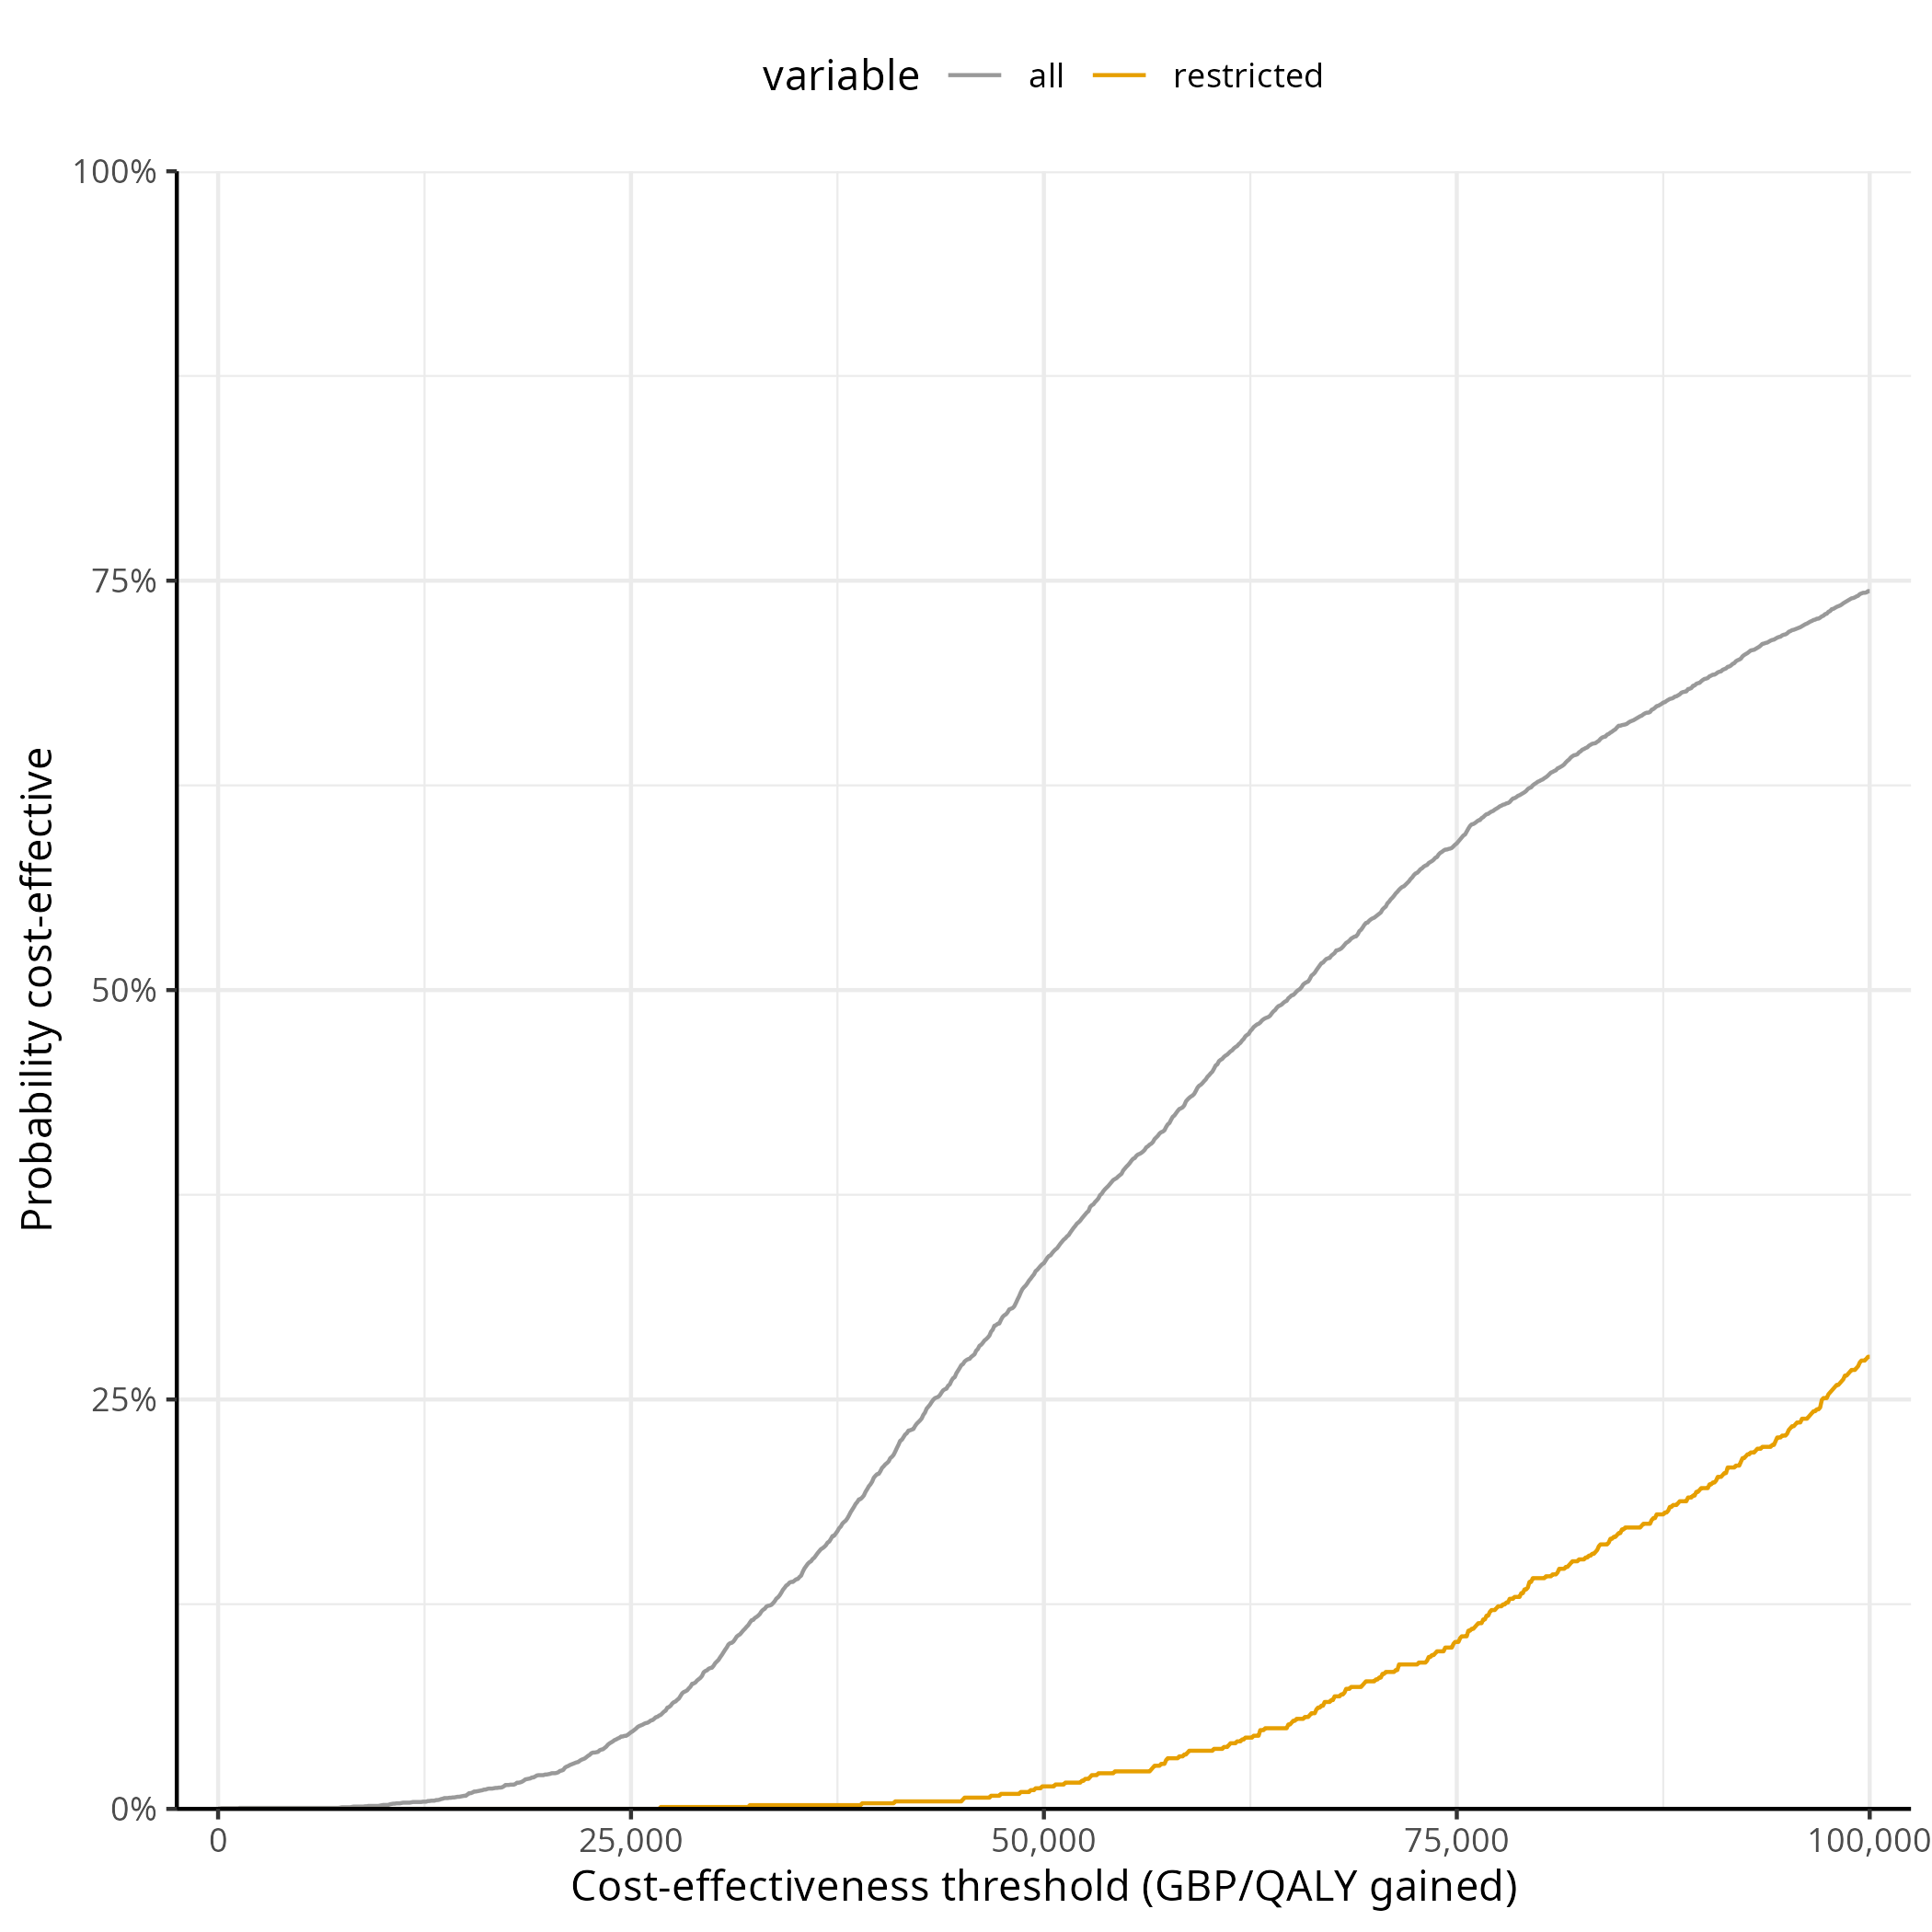 variable all restricted
100%
75%
50%
25%
0%
Probability cost-effective
0 25,000 50,000 75,000 100,000
Cost-effectiveness threshold (GBP/QALY gained)